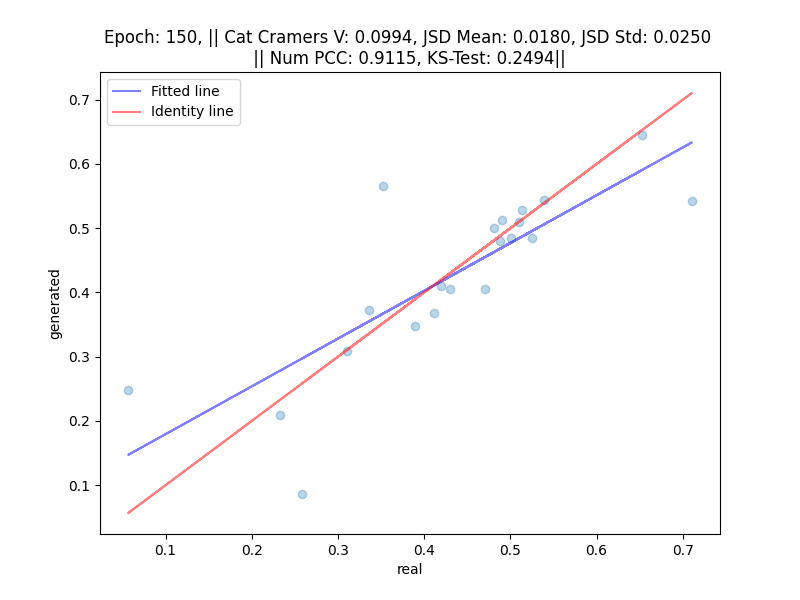 Epoch: 150, || Cat Cramers V: 0.0994, JSD Mean: 0.0180, JSD Std: 0.0250
|| Num PCC: 0.9115, KS-Test: 0.2494||
Fitted line
Identity line
0.7
0.6
0.5
0.4
0.3
0.2
0.1
generated
0.1 0.2 0.3 0.4 0.5 0.6 0.7
real